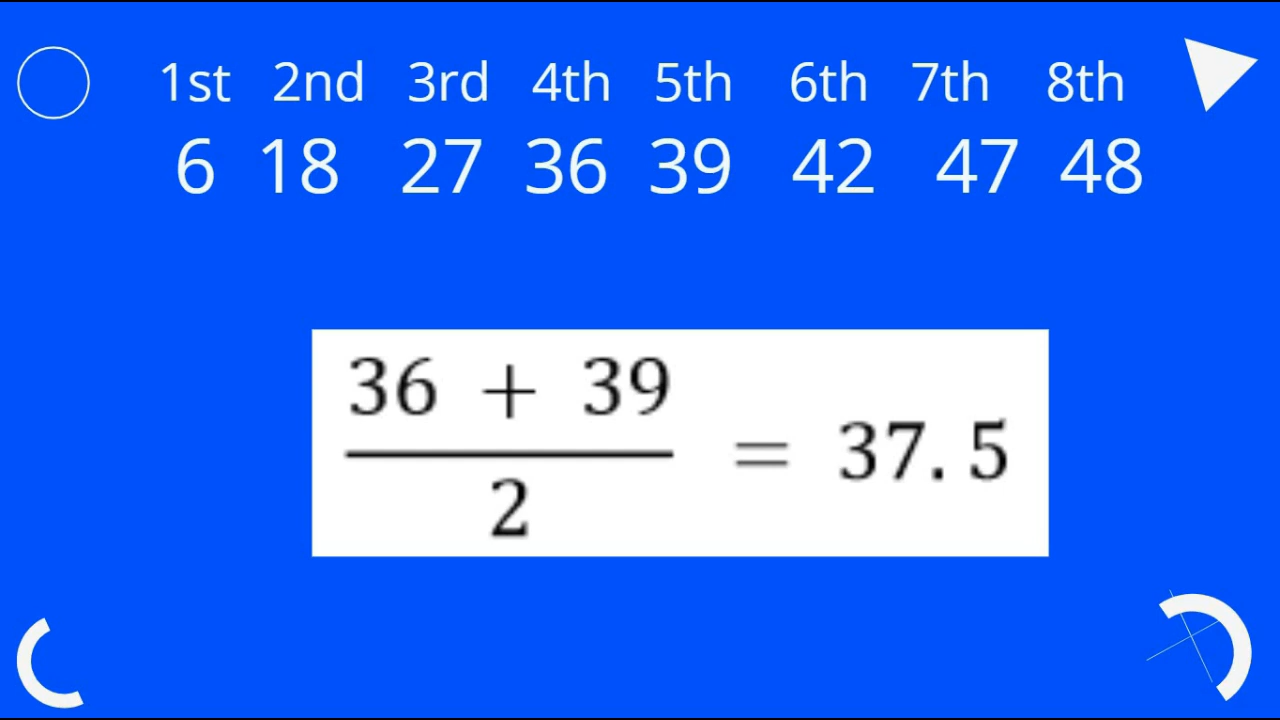 1st 2nd 3rd 4th 5th 6th 7th 8th
6 18 27 36 39 42 47 48
36 + 39
= 37. 5
2